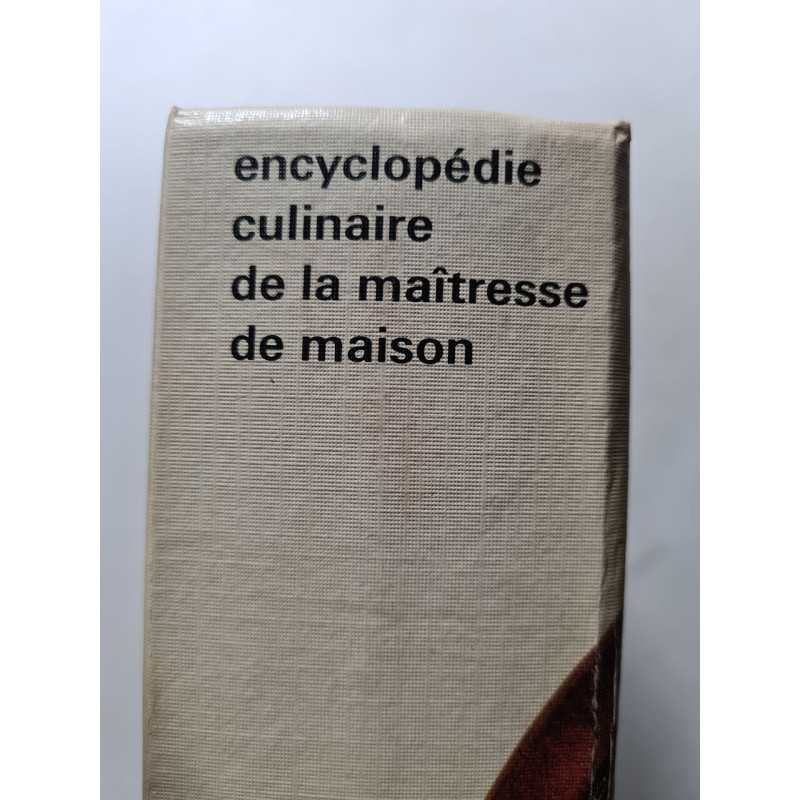 encyclopédie
culinaire
de la maîtresse
de maison